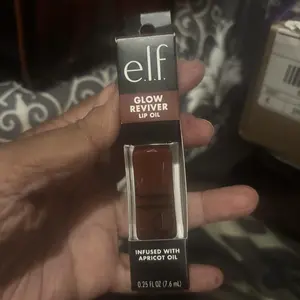 e.l.f.
GLOW
REVIVER
LIP OIL
INFUSED WITH
APRICOT OIL
0.25 FL OZ (7.6 mL)